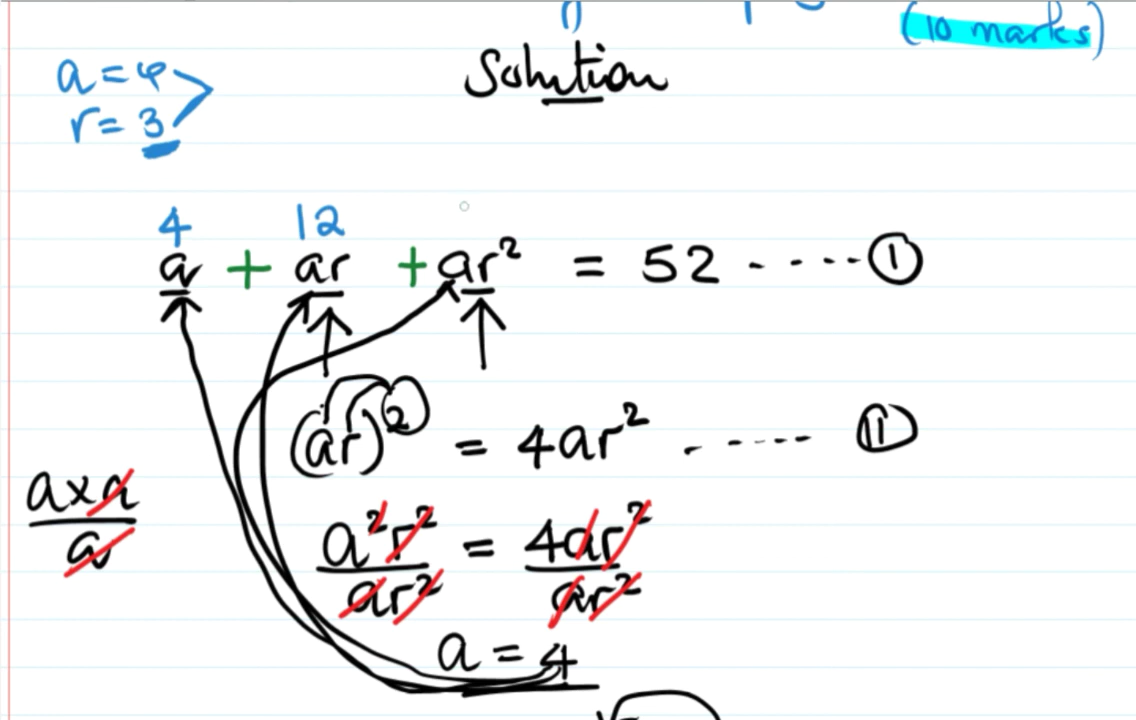 (10 marks)
Solution
a = 4
r = 3
4 12
a + ar + ar² = 52 - - - - - ①
(ar)² = 4ar² - - - - - - ⑪
a x a / a
a²r² / ar² = 4ar² / ar²
a = 4